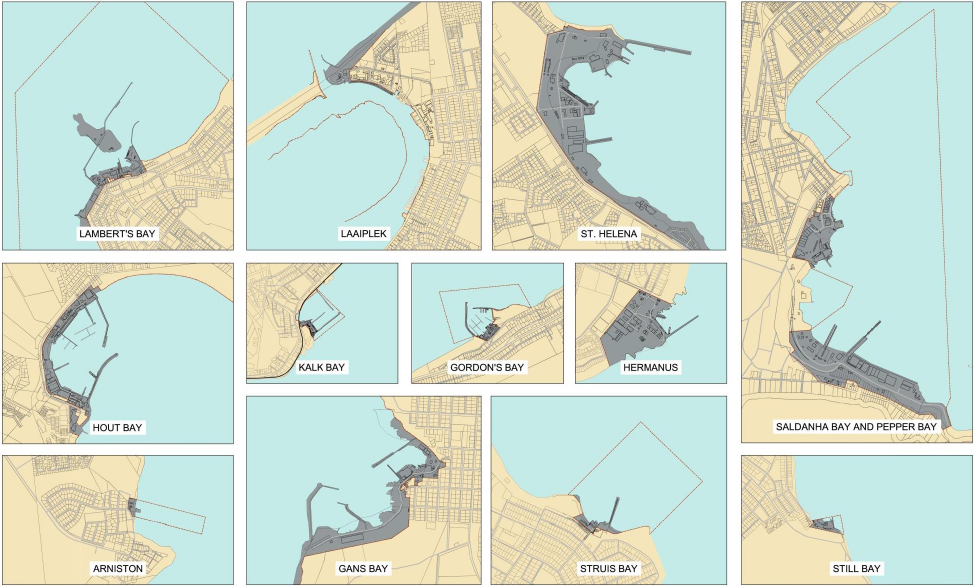 LAMBERT'S BAY
LAAIPLEK
ST. HELENA
SALDANHA BAY AND PEPPER BAY
HOUT BAY
KALK BAY
GORDON'S BAY
HERMANUS
ARNISTON
GANS BAY
STRUIS BAY
STILL BAY